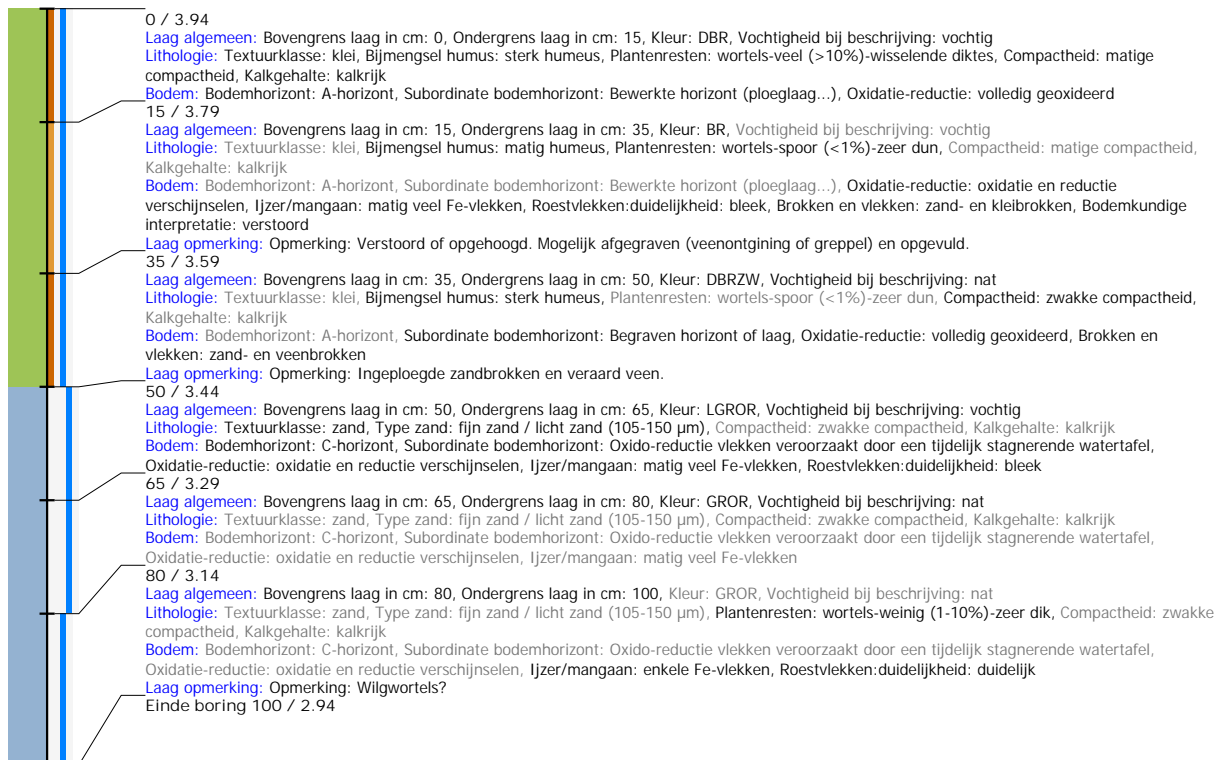 0 / 3.94
Laag algemeen: Bovengrens laag in cm: 0, Ondergrens laag in cm: 15, Kleur: DBR, Vochtigheid bij beschrijving: vochtig
Lithologie: Textuurklasse: klei, Bijmengsel humus: sterk humeus, Plantenresten: wortels-veel (>10%)-wisselende diktes, Compactheid: matige
compactheid, Kalkgehalte: kalkrijk
Bodem: Bodemhorizont: A-horizont, Subordinate bodemhorizont: Bewerkte horizont (ploeglaag...), Oxidatie-reductie: volledig geoxideerd
15 / 3.79
Laag algemeen: Bovengrens laag in cm: 15, Ondergrens laag in cm: 35, Kleur: BR, Vochtigheid bij beschrijving: vochtig
Lithologie: Textuurklasse: klei, Bijmengsel humus: matig humeus, Plantenresten: wortels-spoor (<1%)-zeer dun, Compactheid: matige compactheid,
Kalkgehalte: kalkrijk
Bodem: Bodemhorizont: A-horizont, Subordinate bodemhorizont: Bewerkte horizont (ploeglaag...), Oxidatie-reductie: oxidatie en reductie
verschijnselen, Ijzer/mangaan: matig veel Fe-vlekken, Roestvlekken:duidelijkheid: bleek, Brokken en vlekken: zand- en kleibrokken, Bodemkundige
interpretatie: verstoord
Laag opmerking: Opmerking: Verstoord of opgehoogd. Mogelijk afgegraven (veenontgining of greppel) en opgevuld.
35 / 3.59
Laag algemeen: Bovengrens laag in cm: 35, Ondergrens laag in cm: 50, Kleur: DBRZW, Vochtigheid bij beschrijving: nat
Lithologie: Textuurklasse: klei, Bijmengsel humus: sterk humeus, Plantenresten: wortels-spoor (<1%)-zeer dun, Compactheid: zwakke compactheid,
Kalkgehalte: kalkrijk
Bodem: Bodemhorizont: A-horizont, Subordinate bodemhorizont: Begraven horizont of laag, Oxidatie-reductie: volledig geoxideerd, Brokken en
vlekken: zand- en veenbrokken
Laag opmerking: Opmerking: Ingeploegde zandbrokken en veraard veen.
50 / 3.44
Laag algemeen: Bovengrens laag in cm: 50, Ondergrens laag in cm: 65, Kleur: LGROR, Vochtigheid bij beschrijving: vochtig
Lithologie: Textuurklasse: zand, Type zand: fijn zand / licht zand (105-150 µm), Compactheid: zwakke compactheid, Kalkgehalte: kalkrijk
Bodem: Bodemhorizont: C-horizont, Subordinate bodemhorizont: Oxido-reductie vlekken veroorzaakt door een tijdelijk stagnerende watertafel,
Oxidatie-reductie: oxidatie en reductie verschijnselen, Ijzer/mangaan: matig veel Fe-vlekken, Roestvlekken:duidelijkheid: bleek
65 / 3.29
Laag algemeen: Bovengrens laag in cm: 65, Ondergrens laag in cm: 80, Kleur: GROR, Vochtigheid bij beschrijving: nat
Lithologie: Textuurklasse: zand, Type zand: fijn zand / licht zand (105-150 µm), Compactheid: zwakke compactheid, Kalkgehalte: kalkrijk
Bodem: Bodemhorizont: C-horizont, Subordinate bodemhorizont: Oxido-reductie vlekken veroorzaakt door een tijdelijk stagnerende watertafel,
Oxidatie-reductie: oxidatie en reductie verschijnselen, Ijzer/mangaan: matig veel Fe-vlekken
80 / 3.14
Laag algemeen: Bovengrens laag in cm: 80, Ondergrens laag in cm: 100, Kleur: GROR, Vochtigheid bij beschrijving: nat
Lithologie: Textuurklasse: zand, Type zand: fijn zand / licht zand (105-150 µm), Plantenresten: wortels-weinig (1-10%)-zeer dik, Compactheid: zwakke
compactheid, Kalkgehalte: kalkrijk
Bodem: Bodemhorizont: C-horizont, Subordinate bodemhorizont: Oxido-reductie vlekken veroorzaakt door een tijdelijk stagnerende watertafel,
Oxidatie-reductie: oxidatie en reductie verschijnselen, Ijzer/mangaan: enkele Fe-vlekken, Roestvlekken:duidelijkheid: duidelijk
Laag opmerking: Opmerking: Wilgwortels?
Einde boring 100 / 2.94